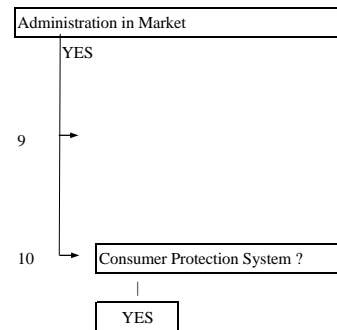 Administration in Market
YES
9
10
Consumer Protection System ?
YES